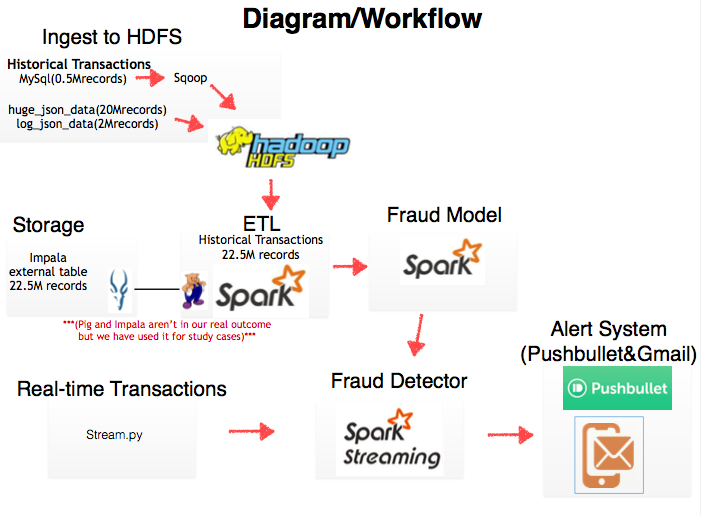 Diagram/Workflow
Ingest to HDFS
Historical Transactions
MySql(0.5Mrecords)
Sqoop
huge_json_data(20Mrecords)
log_json_data(2Mrecords)
hadoop
HDFS
Storage
Impala
external table
22.5M records
ETL
Historical Transactions
22.5M records
Spark
Fraud Model
Spark
***(Pig and Impala aren't in our real outcome
but we have used it for study cases)***
Real-time Transactions
Stream.py
Fraud Detector
Spark
Streaming
Alert System
(Pushbullet&Gmail)
Pushbullet